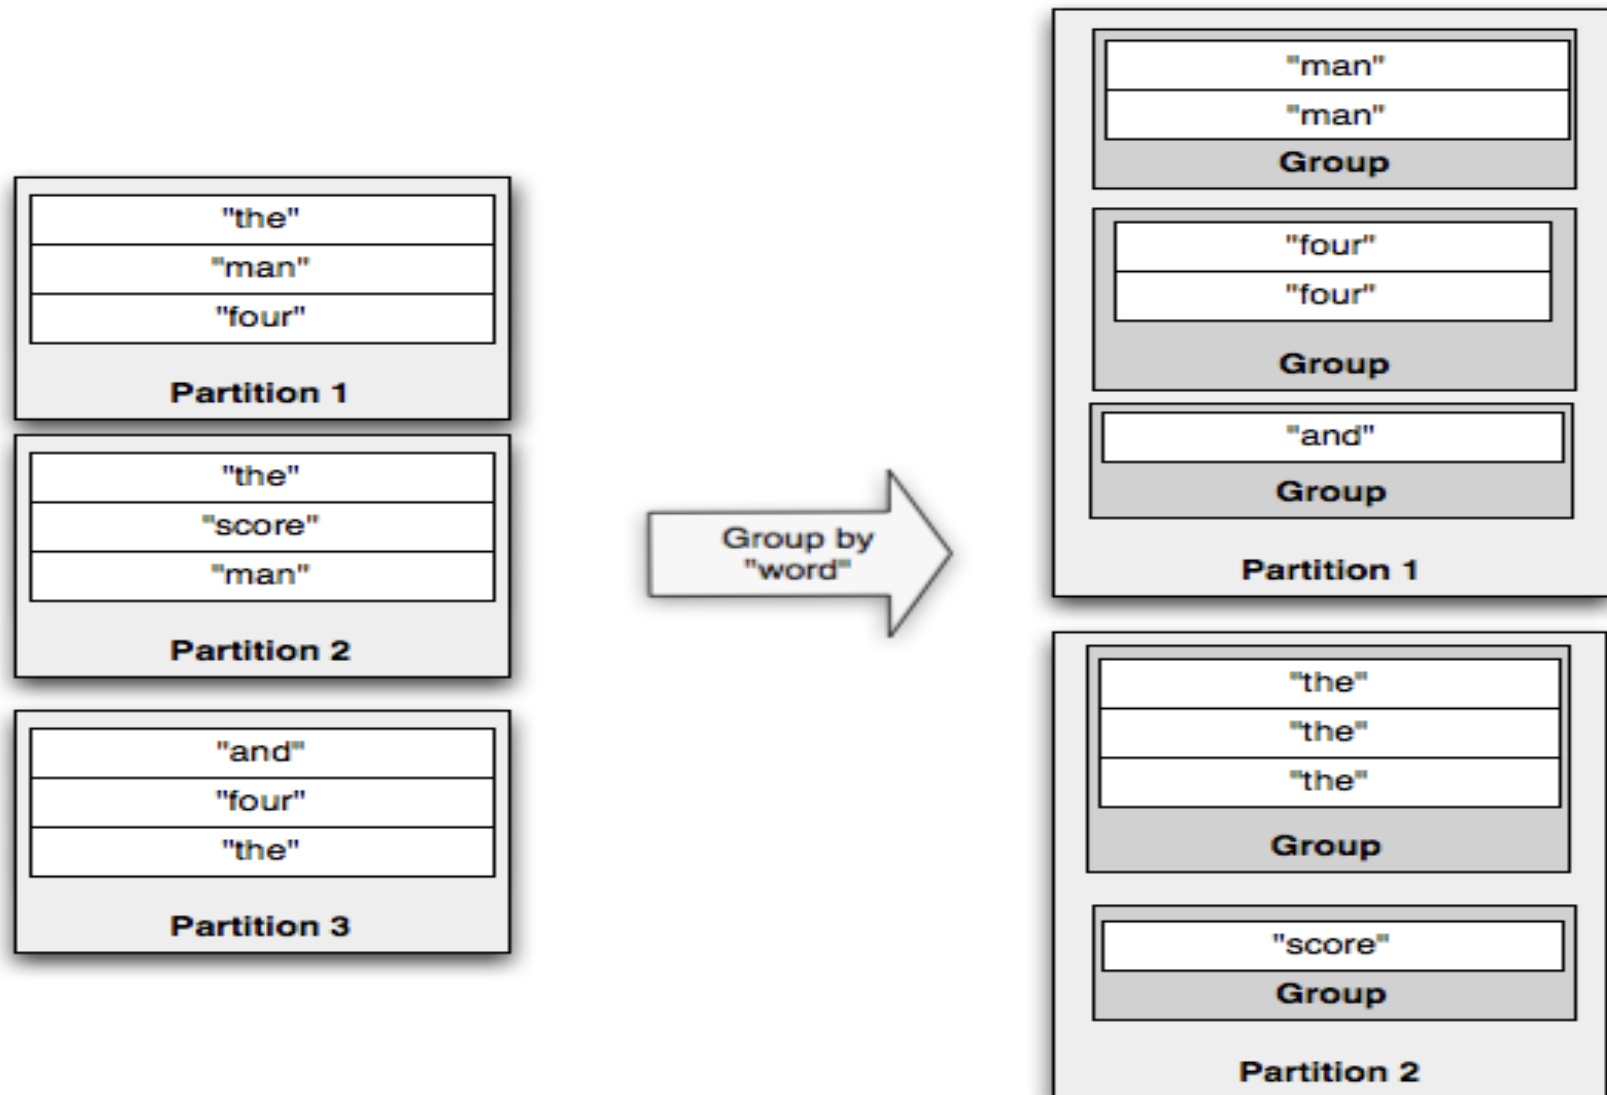 "the"
"man"
"four"
Partition 1
"the"
"score"
"man"
Partition 2
"and"
"four"
"the"
Partition 3
Group by
"word"
"man"
"man"
Group
"four"
"four"
Group
"and"
Group
Partition 1
"the"
"the"
"the"
Group
"score"
Group
Partition 2